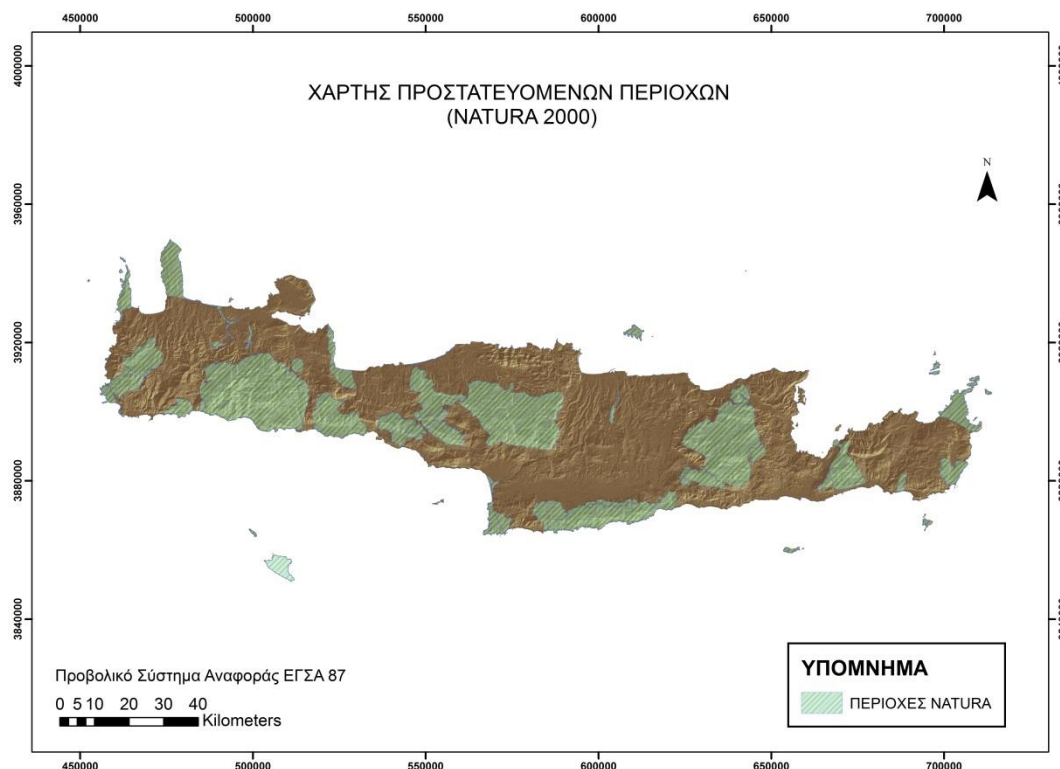 450000 500000 550000 600000 650000 700000
4000000
ΧΑΡΤΗΣ ΠΡΟΣΤΑΤΕΥΟΜΕΝΩΝ ΠΕΡΙΟΧΩΝ
(NATURA 2000)
N
3960000
3920000
3880000
3840000
Προβολικό Σύστημα Αναφοράς ΕΓΣΑ 87
0 5 10 20 30 40
Kilometers
ΥΠΟΜΝΗΜΑ
ΠΕΡΙΟΧΕΣ NATURA
450000 500000 550000 600000 650000 700000